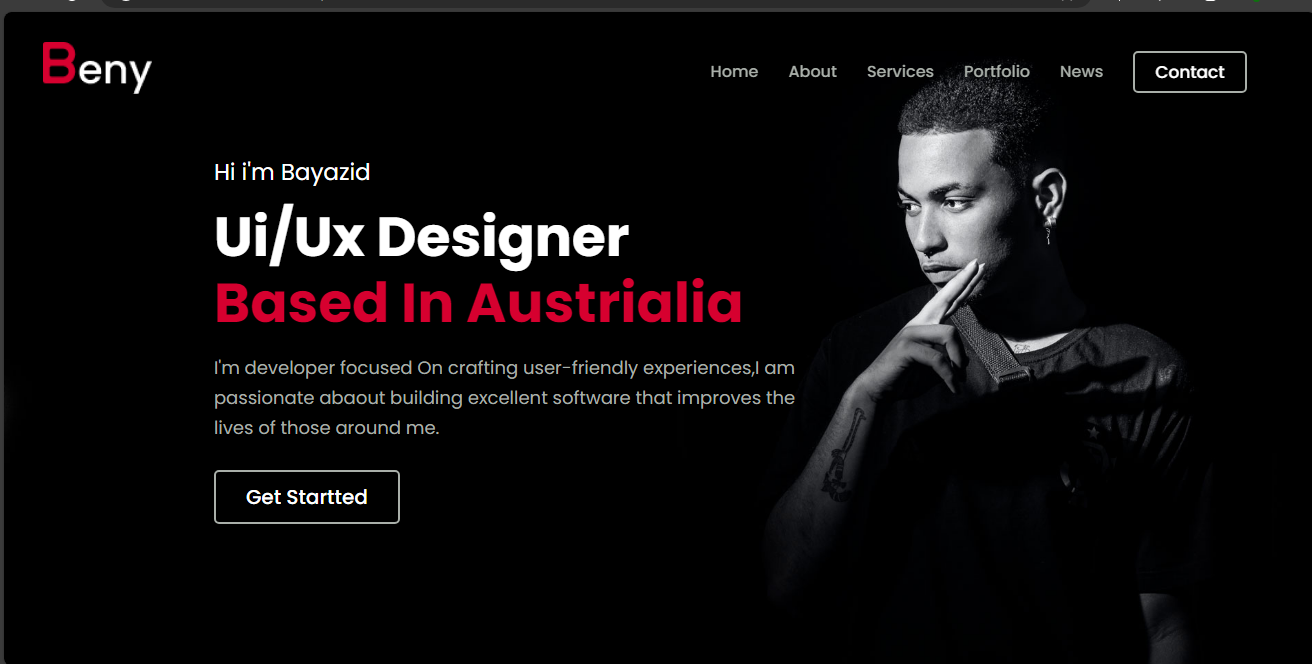 Beny
Home About Services Portfolio News Contact
Hi i'm Bayazid
Ui/Ux Designer
Based In Austrialia
I'm developer focused On crafting user-friendly experiences,I am
passionate abaout building excellent software that improves the
lives of those around me.
Get Startted